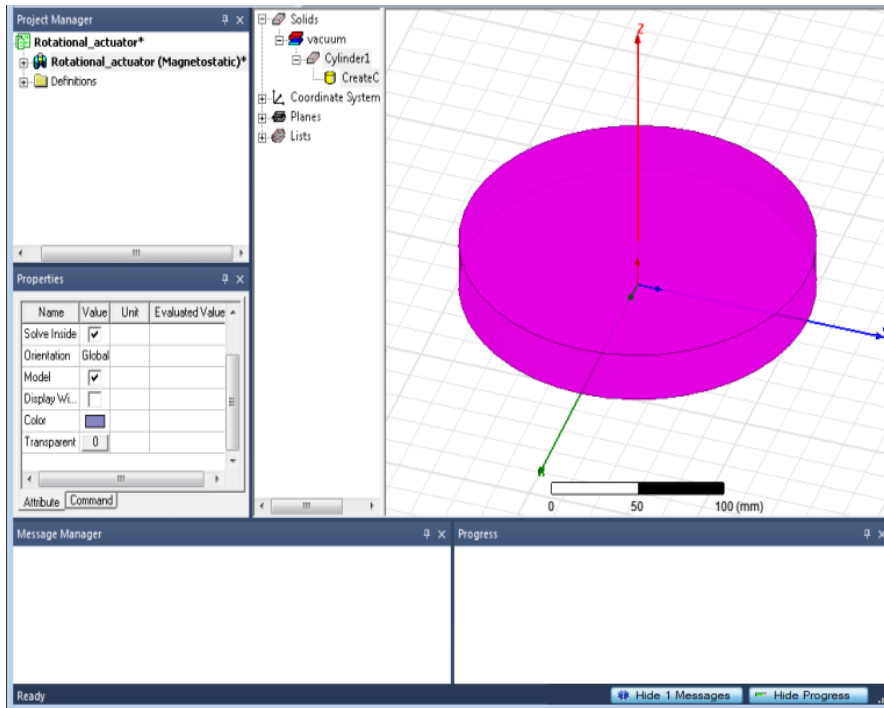 Project Manager
Rotational_actuator*
Rotational_actuator (Magnetostatic)*
Definitions
Solids
vacuum
Cylinder1
CreateC
Coordinate System
Planes
Lists
Z
0 50 100 (mm)
Properties
Name Value Unit Evaluated Value
Solve Inside
Orientation Global
Model
Display Wi...
Color
Transparent 0
Attribute Command
Message Manager
Progress
Ready
Hide 1 Messages
Hide Progress